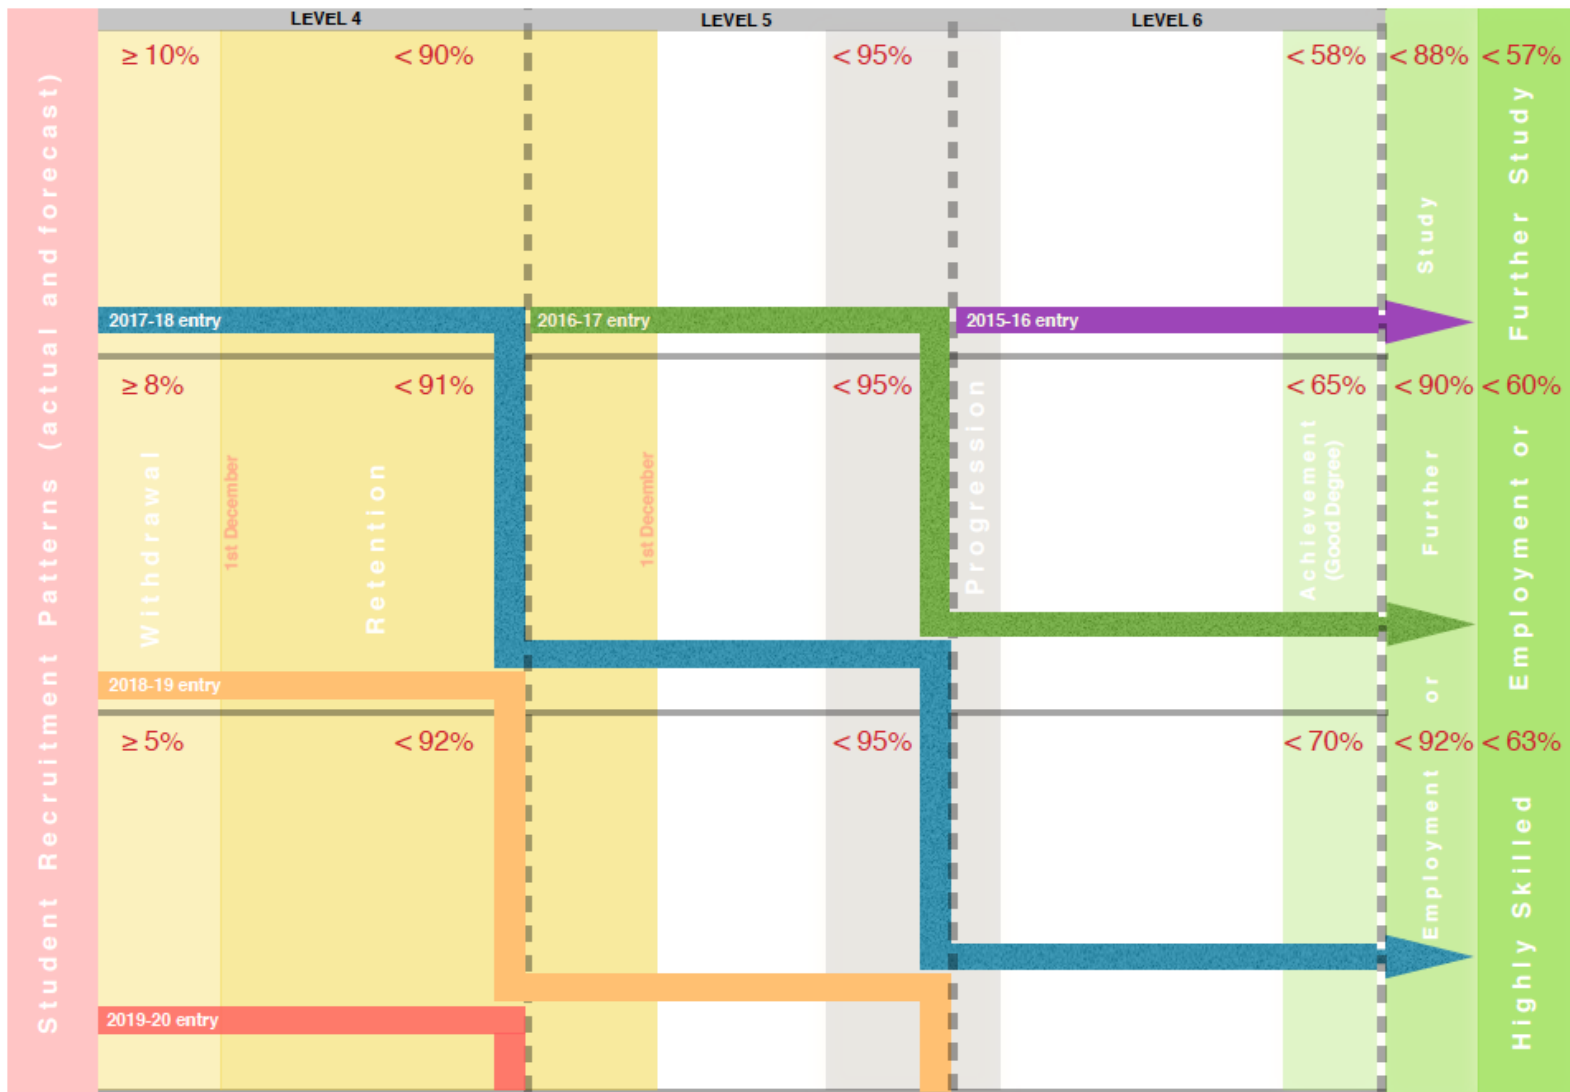 LEVEL 4
LEVEL 5
LEVEL 6
≥ 10%
< 90%
< 95%
< 58%
< 88%
< 57%
2017-18 entry
2016-17 entry
2015-16 entry
≥ 8%
< 91%
< 95%
< 65%
< 90%
< 60%
2018-19 entry
≥ 5%
< 92%
< 95%
< 70%
< 92%
< 63%
2019-20 entry
Student Recruitment Patterns (actual and forecast)
Withdrawal
1st December
Retention
1st December
Progression
Achievement
(Good Degree)
Employment or Further Study
Highly Skilled Employment or Further Study